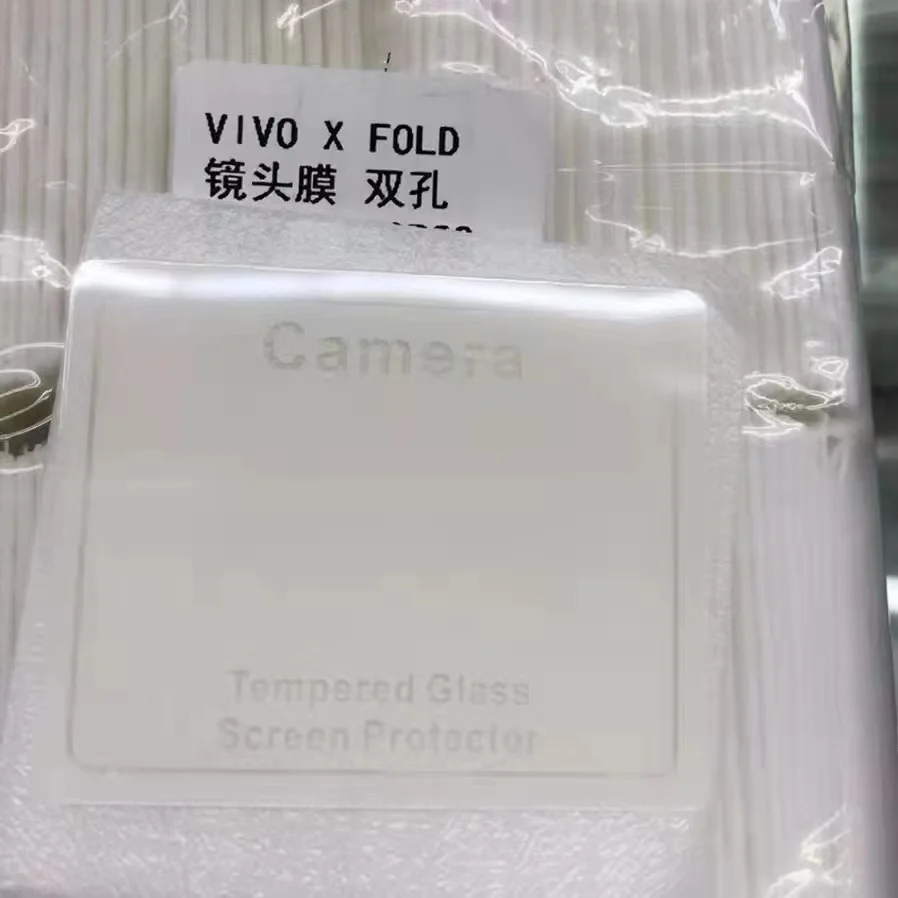 VIVO X FOLD
镜头膜 双孔
Camera
Tempered Glass
Screen Protector